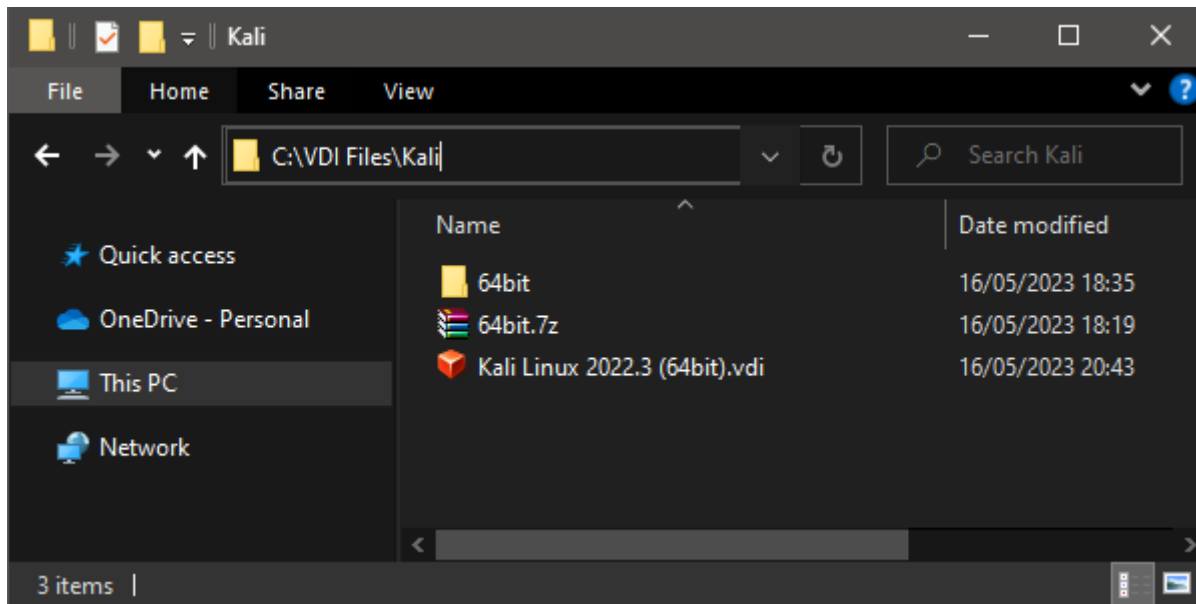 Kali
File Home Share View
C:\VDI Files\Kali
Search Kali
Quick access
OneDrive - Personal
This PC
Network
Name Date modified
64bit 16/05/2023 18:35
64bit.7z 16/05/2023 18:19
Kali Linux 2022.3 (64bit).vdi 16/05/2023 20:43
3 items